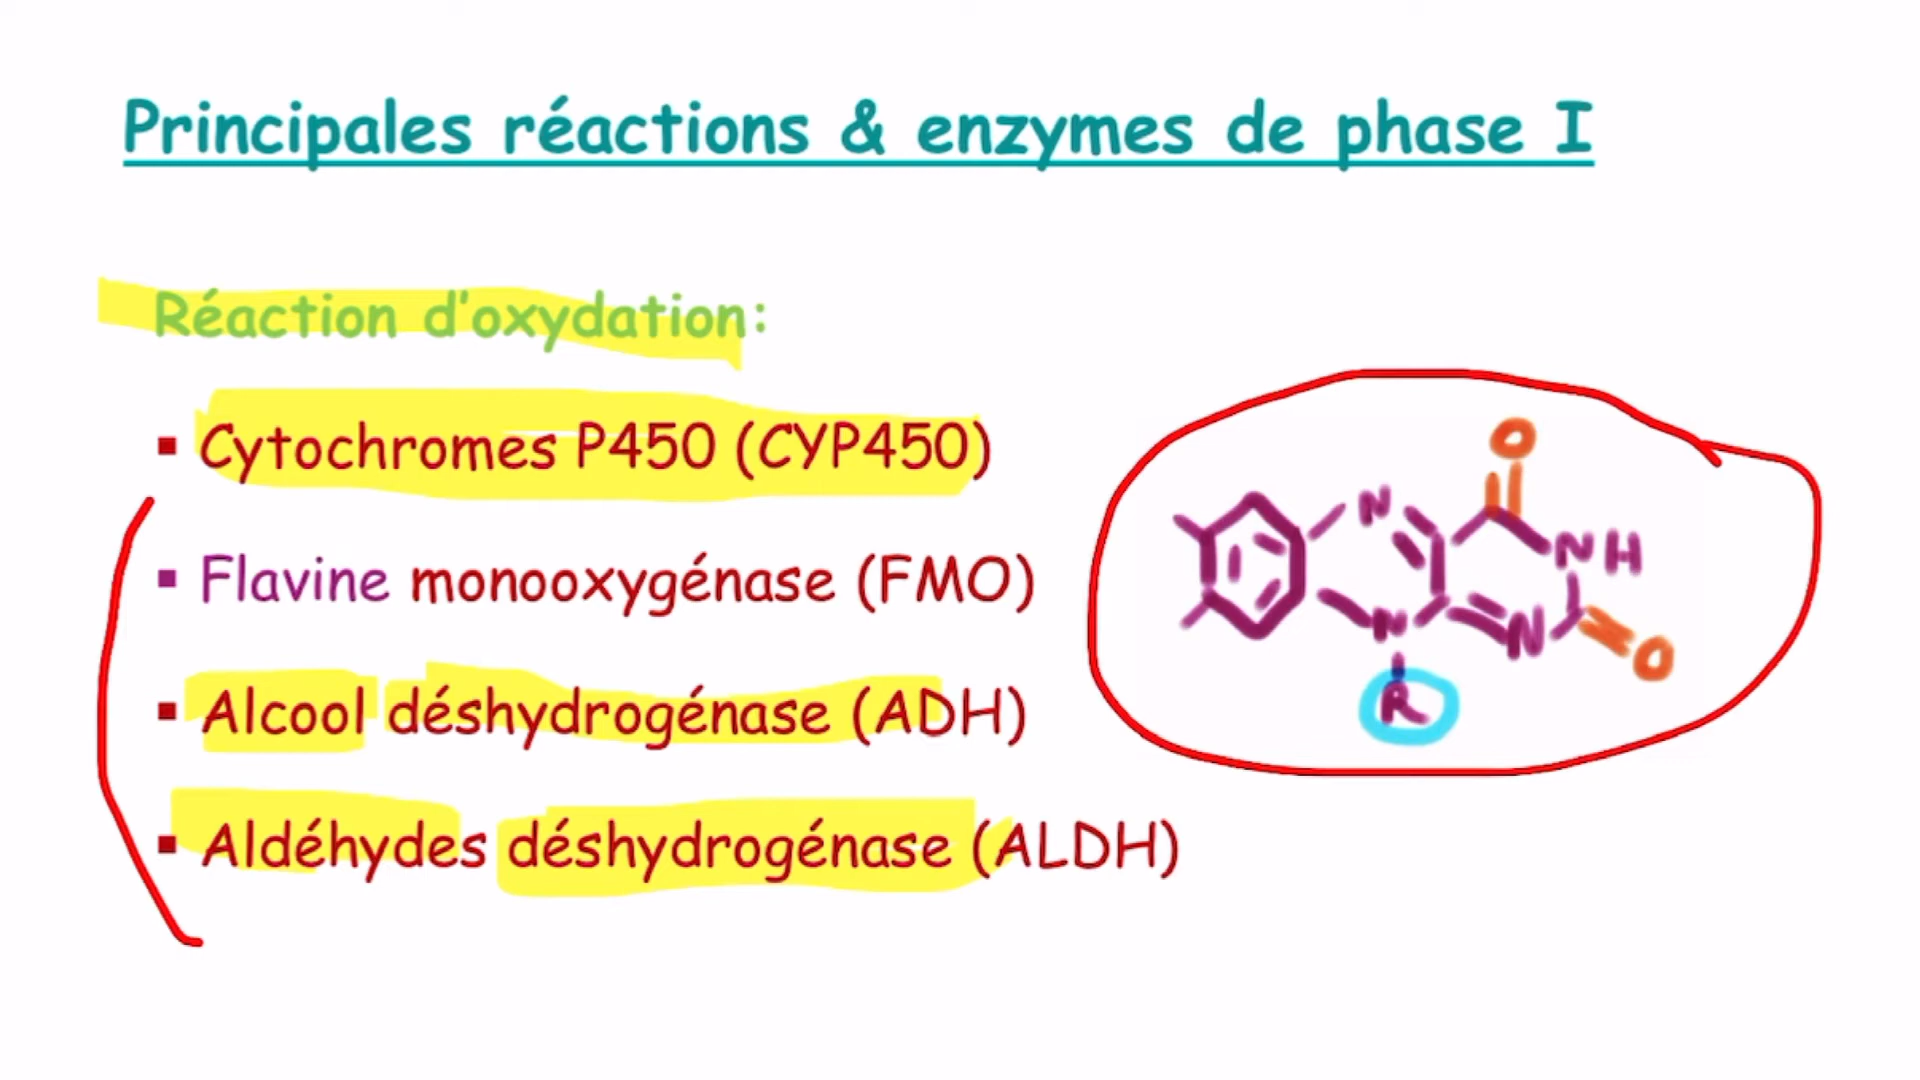 Principales réactions & enzymes de phase I
Réaction d'oxydation:
▪ Cytochromes P450 (CYP450)
▪ Flavine monooxygénase (FMO)
▪ Alcool déshydrogénase (ADH)
▪ Aldéhydes déshydrogénase (ALDH)
O
N
NH
N
N
O
R